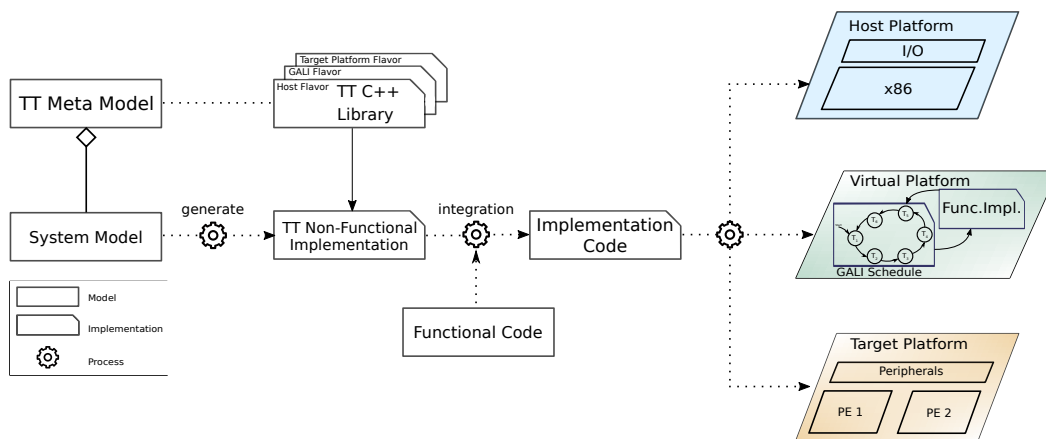 TT Meta Model
Target Platform Flavor
GALI Flavor
Host Flavor
TT C++
Library
System Model
generate
TT Non-Functional
Implementation
integration
Implementation
Code
Functional Code
Model
Implementation
Process
Host Platform
I/O
x86
Virtual Platform
Func.Impl.
GALI Schedule
Target Platform
Peripherals
PE 1
PE 2